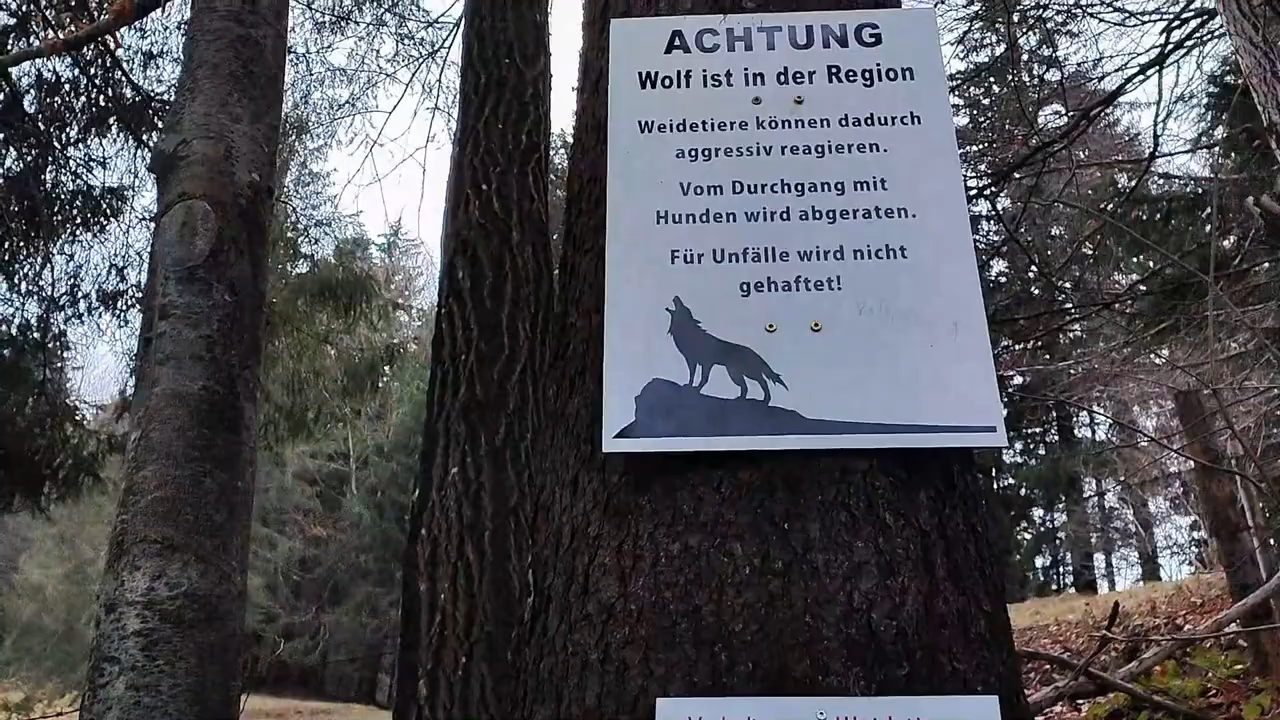 ACHTUNG
Wolf ist in der Region
Weidetiere können dadurch
aggressiv reagieren.
Vom Durchgang mit
Hunden wird abgeraten.
Für Unfälle wird nicht
gehaftet!